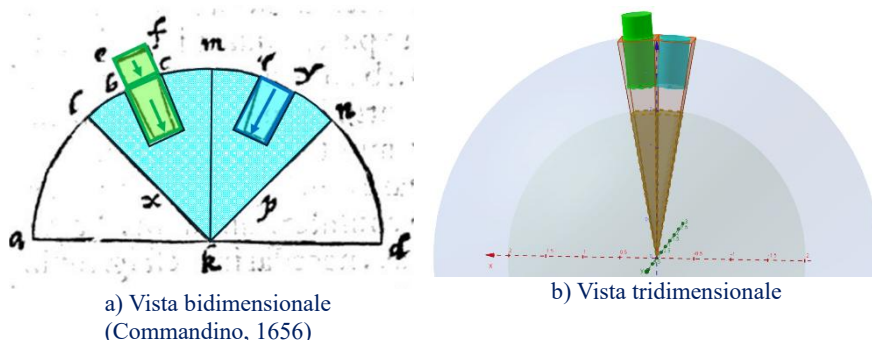 e f
b c
m
r y
l
n
x
p
a
k
d
a) Vista bidimensionale
(Commandino, 1656)
b) Vista tridimensionale